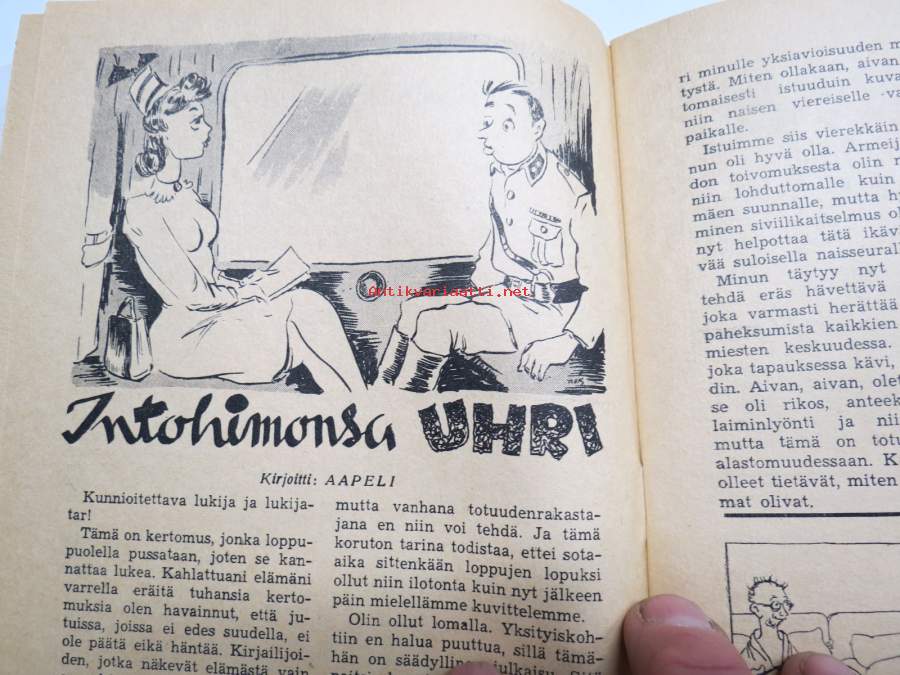 Antikvariaatti.net
Intohimonsa UHRI
Kirjoitti: AAPELI
Kunnioitettava lukija ja lukija-
tar!
Tämä on kertomus, jonka loppu-
puolella pussataan, joten se kan-
nattaa lukea. Kahlattuani elämäni
varrella eräitä tuhansia kerto-
muksia olen havainnut, että ju-
tuissa, joissa ei edes suudella, ei
ole päätä eikä häntää. Kirjailijoi-
den, jotka näkevät elämästä vain
mutta vanhana totuudenrakasta-
jana en niin voi tehdä. Ja tämä
koruton tarina todistaa, ettei sota-
aika sittenkään loppujen lopuksi
ollut niin ilotonta kuin nyt jälkeen
päin mielellämme kuvittelemme.
Olin ollut lomalla. Yksityiskoh-
tiin en halua puuttua, sillä tämä-
hän on säädyllinen julkaisu. Sitä
ri minulle yksiavioisuuden m
tystä. Miten ollakaan, aivan
tomaisesti istuuduin kuva
niin naisen viereiselle va
paikalle.
Istuimme siis vierekkäin
nun oli hyvä olla. Armeij
don toivomuksesta olin m
niin lohduttomalle kuin
mäen suunnalle, mutta hy
minen siviilikaitselmus ol
nyt helpottaa tätä ikäv
vää suloisella naisseurall
Minun täytyy nyt
tehdä eräs hävettävä
joka varmasti herättää
paheksumista kaikkien
miesten keskuudessa.
joka tapauksessa kävi,
din. Aivan, aivan, olet
se oli rikos, anteek
laiminlyönti ja nii
mutta tämä on totu
alastomuudessaan. K
olleet tietävät, miten
mat olivat.